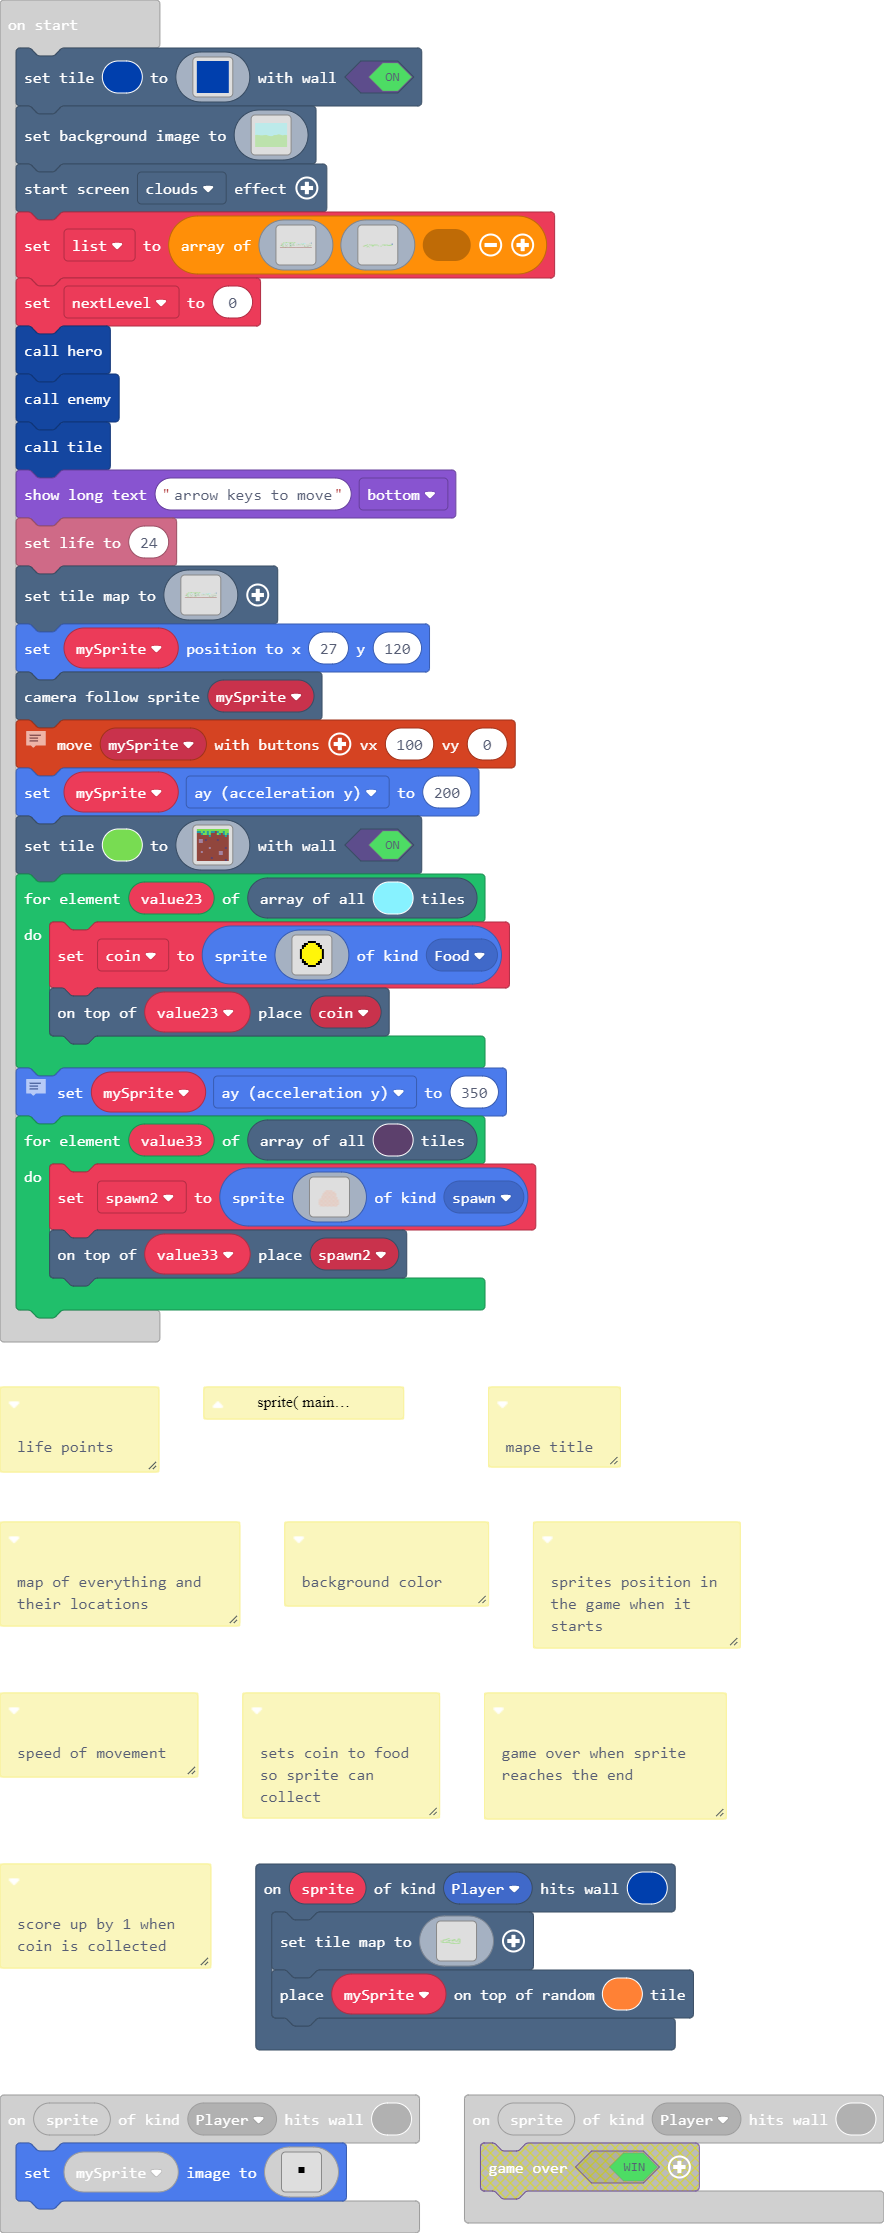 on start
set tile to with wall ON
set background image to
start screen clouds effect
set list to array of
set nextLevel to 0
call hero
call enemy
call tile
show long text "arrow keys to move" bottom
set life to 24
set tile map to
set mySprite position to x 27 y 120
camera follow sprite mySprite
move mySprite with buttons vx 100 vy 0
set mySprite ay (acceleration y) to 200
set tile to with wall ON
for element value23 of array of all tiles
do
set coin to sprite of kind Food
on top of value23 place coin
set mySprite ay (acceleration y) to 350
for element value33 of array of all tiles
do
set spawn2 to sprite of kind spawn
on top of value33 place spawn2
life points
sprite( main...
mape title
map of everything and
their locations
background color
sprites position in
the game when it
starts
speed of movement
sets coin to food
so sprite can
collect
game over when sprite
reaches the end
score up by 1 when
coin is collected
on sprite of kind Player hits wall
set tile map to
place mySprite on top of random tile
on sprite of kind Player hits wall
set mySprite image to
on sprite of kind Player hits wall
game over WIN